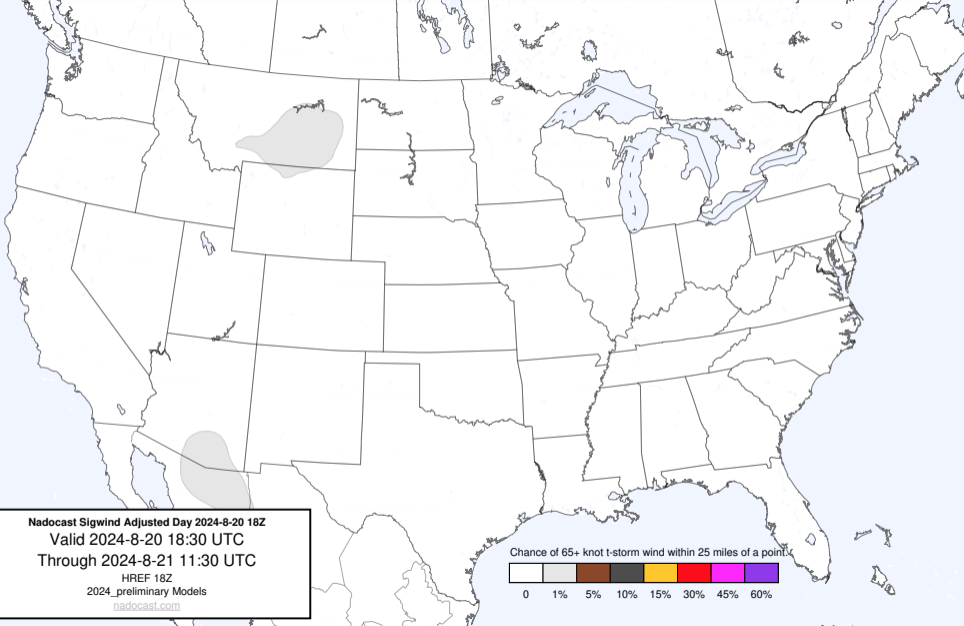 Nadocast Sigwind Adjusted Day 2024-8-20 18Z
Valid 2024-8-20 18:30 UTC
Through 2024-8-21 11:30 UTC
HREF 18Z
2024_preliminary Models
nadocast.com
Chance of 65+ knot t-storm wind within 25 miles of a point.
0 1% 5% 10% 15% 30% 45% 60%